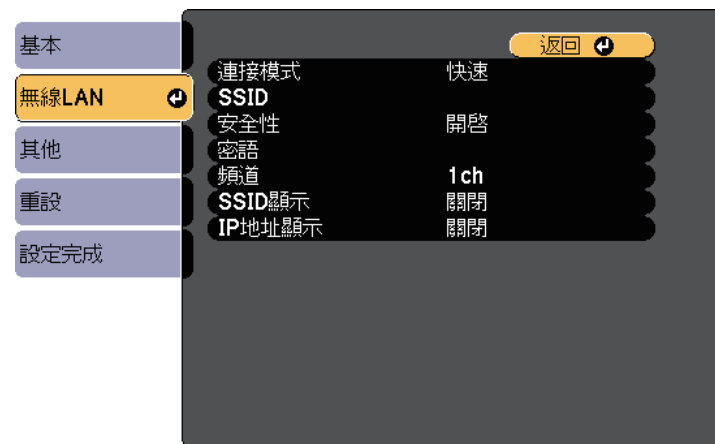 基本
無線LAN
其他
重設
設定完成
返回
連接模式 快速
SSID
安全性 開啓
密語
頻道 1ch
SSID顯示 關閉
IP地址顯示 關閉